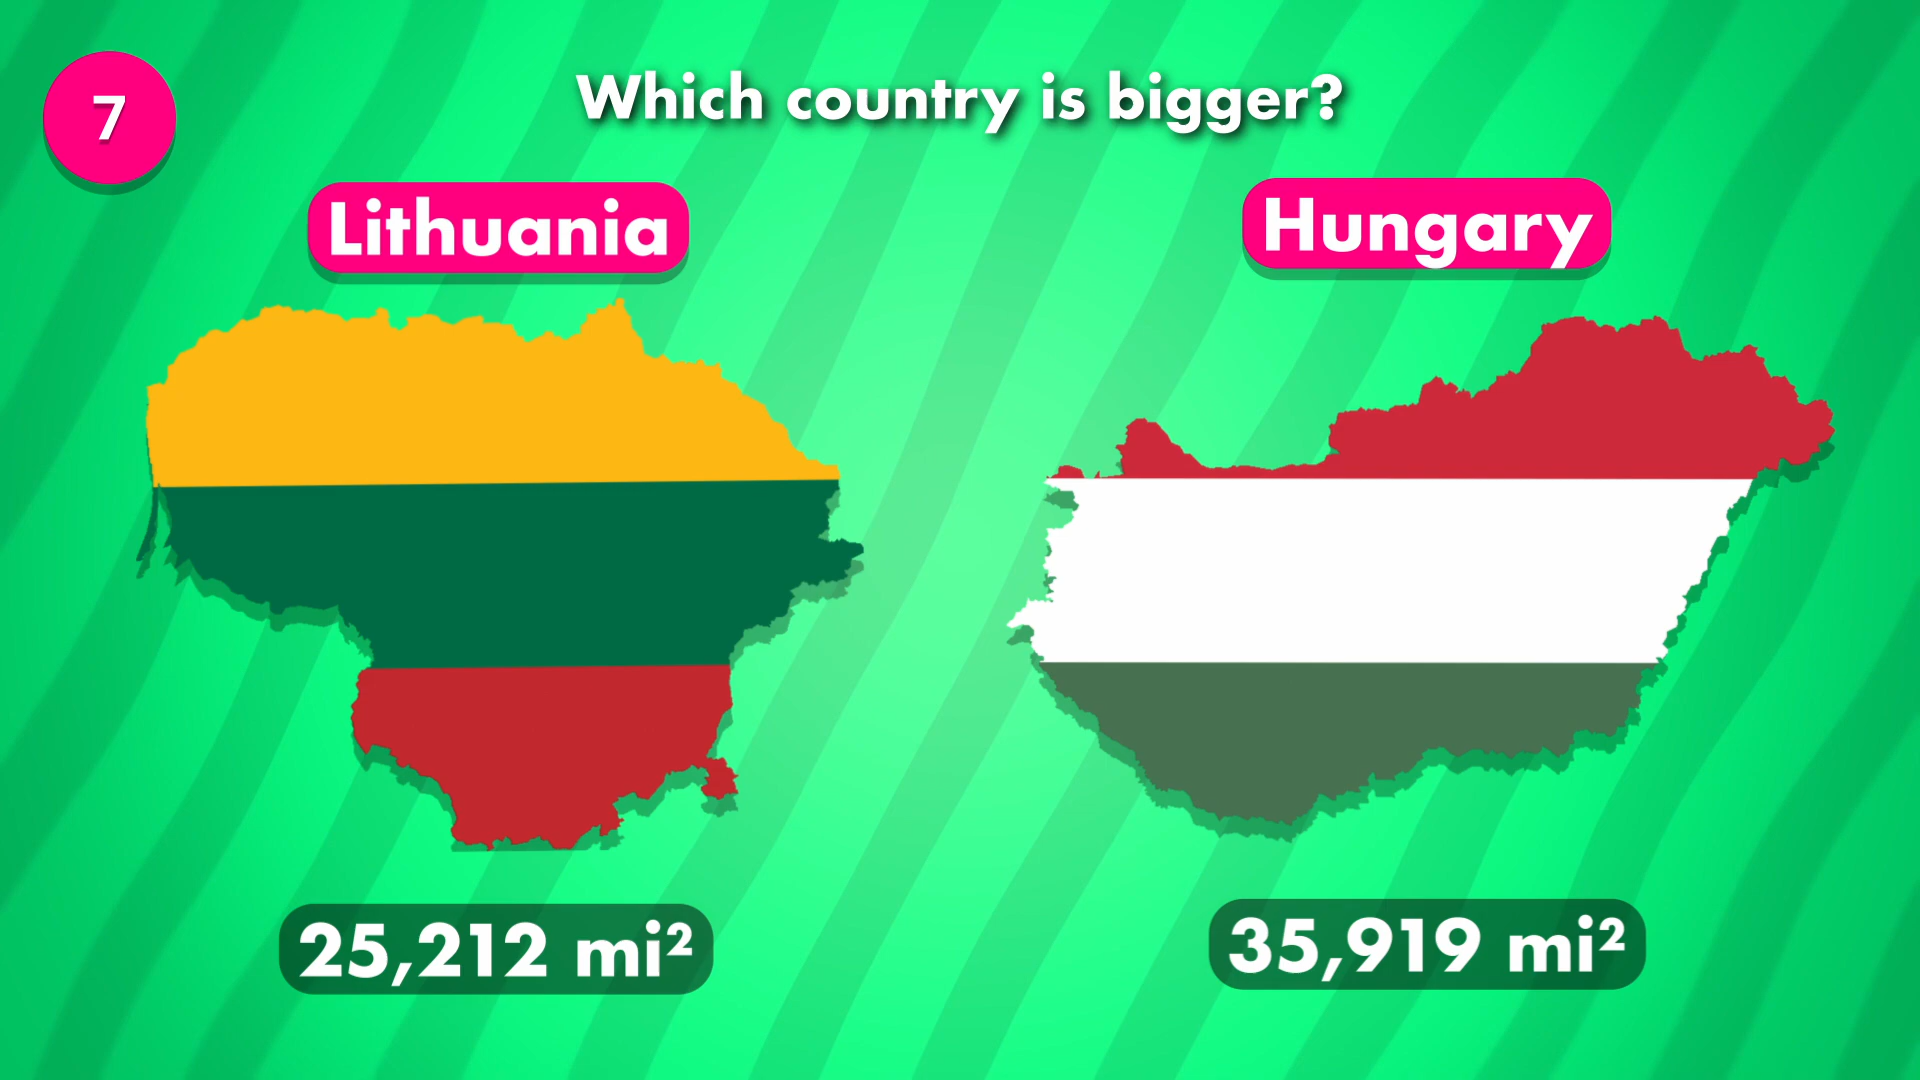 7
Which country is bigger?
Lithuania
Hungary
25,212 mi²
35,919 mi²